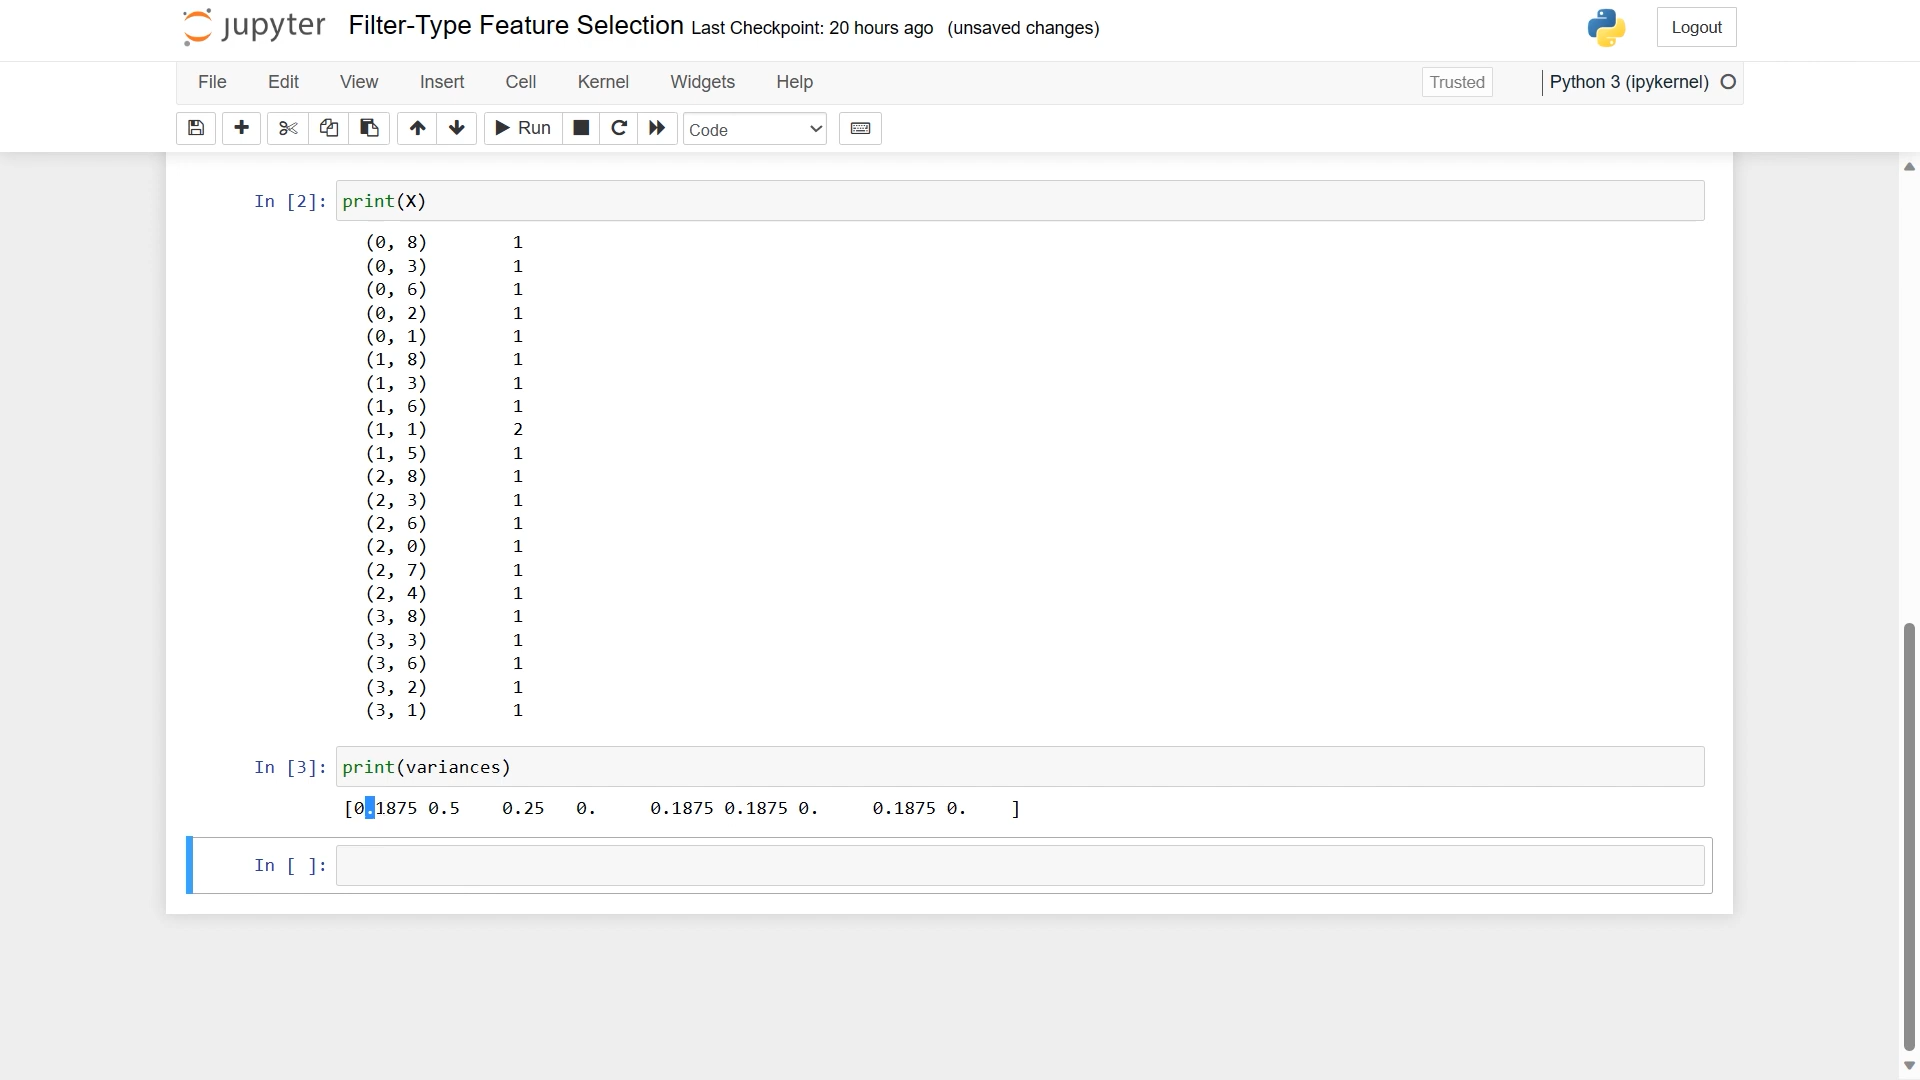 jupyter Filter-Type Feature Selection Last Checkpoint: 20 hours ago (unsaved changes) Logout
File Edit View Insert Cell Kernel Widgets Help Trusted Python 3 (ipykernel)
Run Code
In [2]: print(X)
(0, 8) 1
(0, 3) 1
(0, 6) 1
(0, 2) 1
(0, 1) 1
(1, 8) 1
(1, 3) 1
(1, 6) 1
(1, 1) 2
(1, 5) 1
(2, 8) 1
(2, 3) 1
(2, 6) 1
(2, 0) 1
(2, 7) 1
(2, 4) 1
(3, 8) 1
(3, 3) 1
(3, 6) 1
(3, 2) 1
(3, 1) 1
In [3]: print(variances)
[0.1875 0.5 0.25 0. 0.1875 0.1875 0. 0.1875 0. ]
In [ ]: